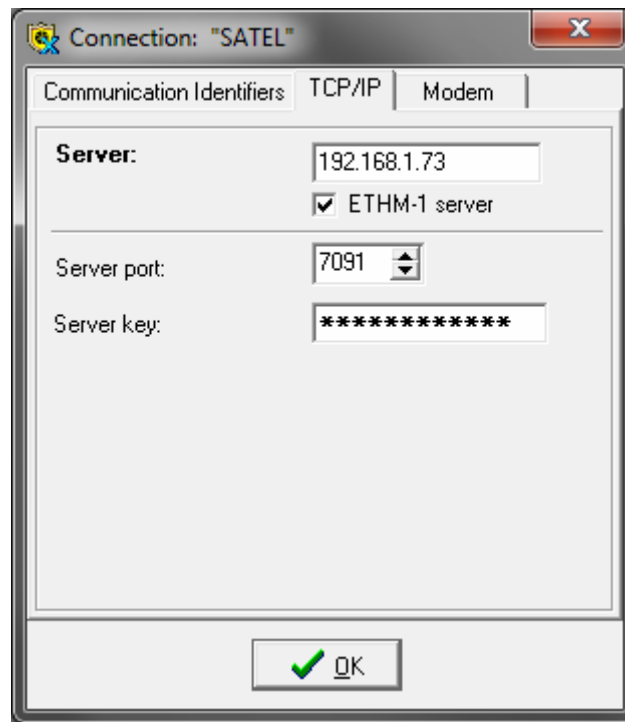 Connection: "SATEL"
Communication Identifiers TCP/IP Modem
Server: 192.168.1.73
ETHM-1 server
Server port: 7091
Server key: ************
OK